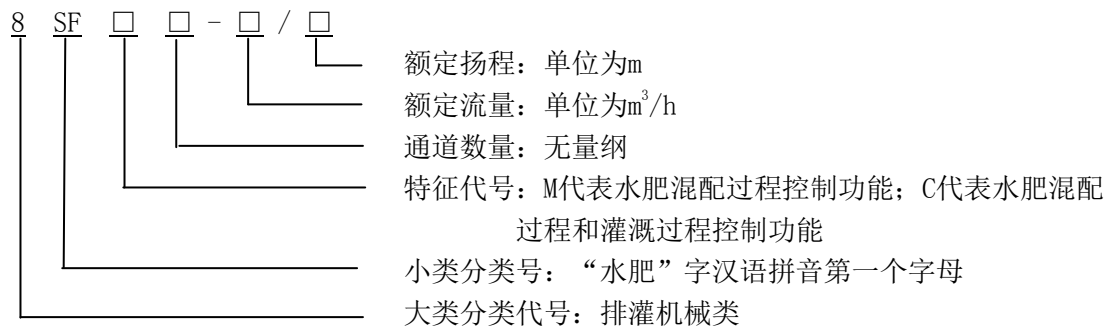 8 SF □ □ - □ / □
额定扬程：单位为m
额定流量：单位为m³/h
通道数量：无量纲
特征代号：M代表水肥混配过程控制功能；C代表水肥混配
过程和灌溉过程控制功能
小类分类号：“水肥”字汉语拼音第一个字母
大类分类代号：排灌机械类